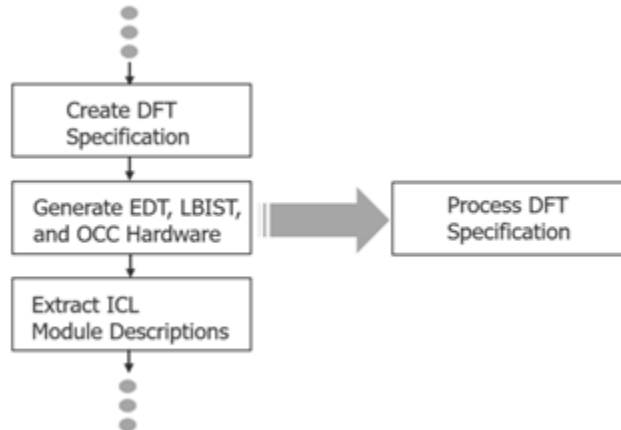 Create DFT
Specification
Generate EDT, LBIST,
and OCC Hardware
Process DFT
Specification
Extract ICL
Module Descriptions